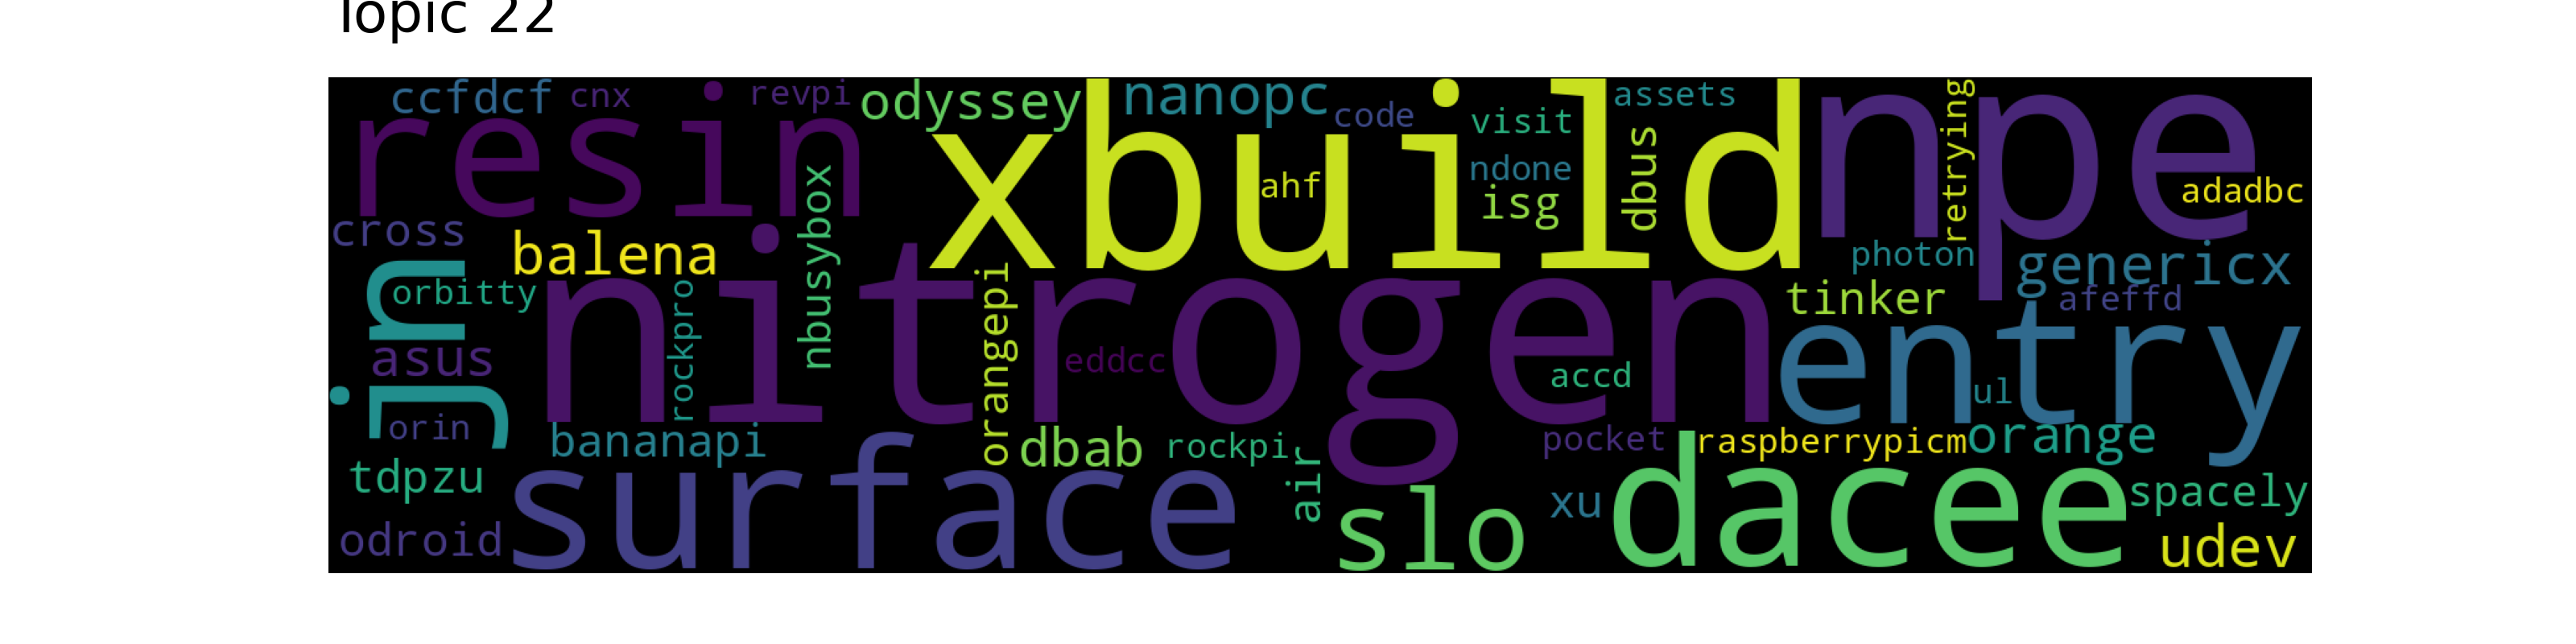 Topic 22
ccfdcf
cnx
revpi
odyssey
nanopc
code
visit
assets
retrying
resin
xbuild
npe
ahf
ndone
isg
dbus
adadbc
cross
balena
nbusybox
photon
genericx
jn
orbitty
nitrogen
rockpro
orangepi
tinker
afeffd
asus
eddcc
accd
entry
ul
orin
bananapi
dbab
rockpi
air
pocket
raspberrypicm
orange
tdpzu
surface
slo
xu
dacee
spacely
odroid
udev